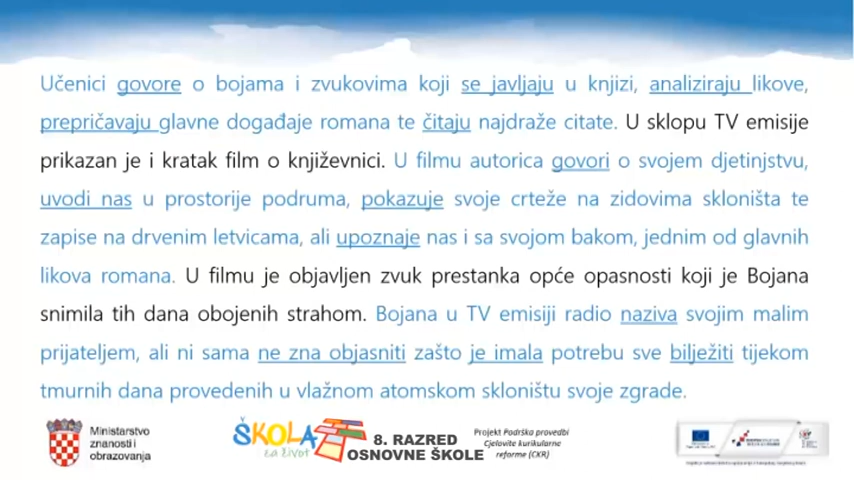 Učenici govore o bojama i zvukovima koji se javljaju u knjizi, analiziraju likove,
prepričavaju glavne događaje romana te čitaju najdraže citate. U sklopu TV emisije
prikazan je i kratak film o književnici. U filmu autorica govori o svojem djetinjstvu,
uvodi nas u prostorije podruma, pokazuje svoje crteže na zidovima skloništa te
zapise na drvenim letvicama, ali upoznaje nas i sa svojom bakom, jednim od glavnih
likova romana. U filmu je objavljen zvuk prestanka opće opasnosti koji je Bojana
snimila tih dana obojenih strahom. Bojana u TV emisiji radio naziva svojim malim
prijateljem, ali ni sama ne zna objasniti zašto je imala potrebu sve bilježiti tijekom
tmurnih dana provedenih u vlažnom atomskom skloništu svoje zgrade.
Ministarstvo
znanosti i
obrazovanja
ŠKOLA
za život
8. RAZRED
OSNOVNE ŠKOLE
Projekt Podrška provedbi
Cjelovite kurikularne
reforme (CKR)